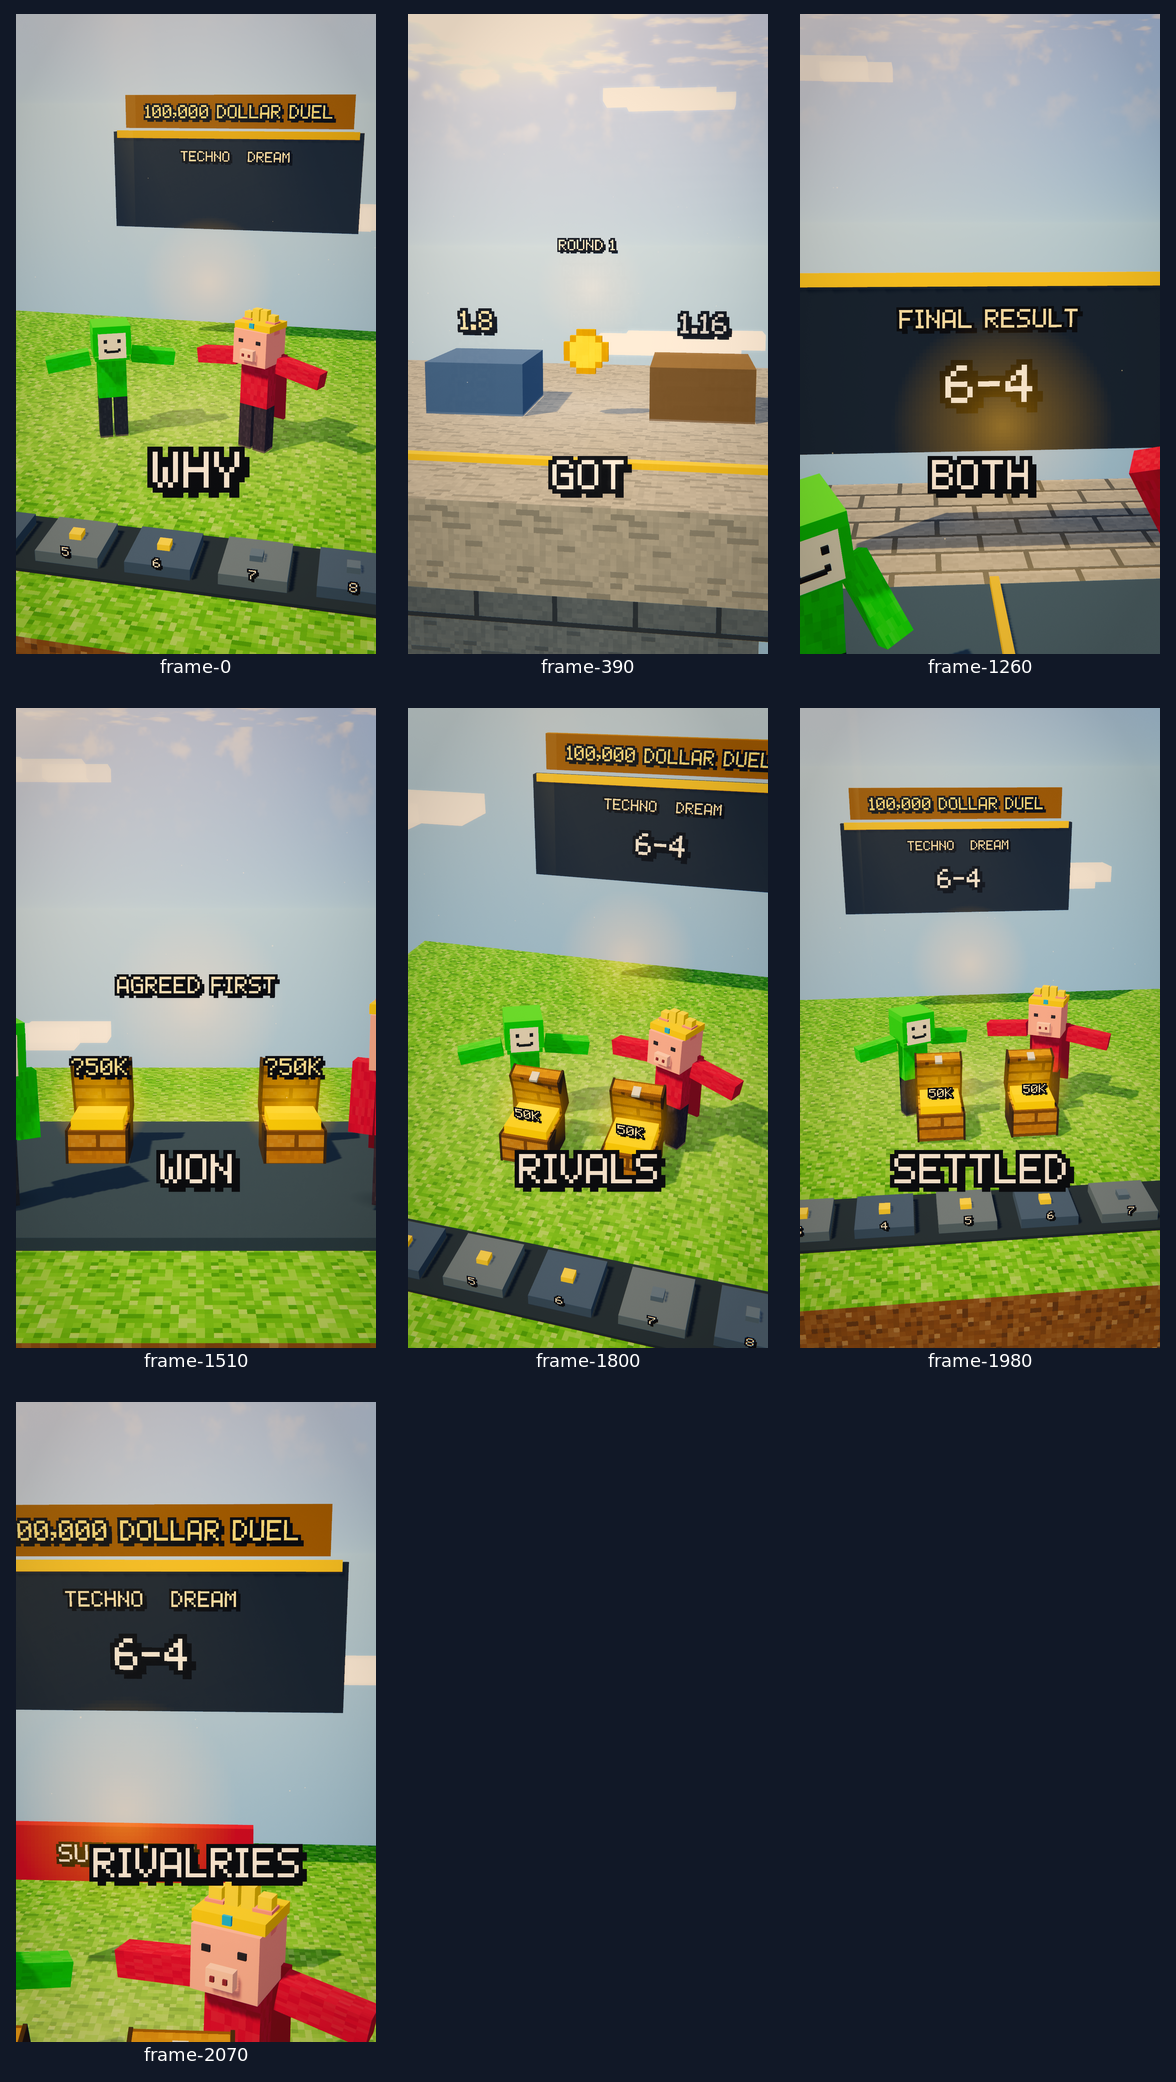 100,000 DOLLAR DUEL
TECHNO DREAM
WHY
5 6 7 8
frame-0
ROUND 1
1.8 1.16
GOT
frame-390
FINAL RESULT
6-4
BOTH
frame-1260
AGREED FIRST
?50K ?50K
WON
frame-1510
100,000 DOLLAR DUEL
TECHNO DREAM
6-4
50K 50K
RIVALS
5 6 7 8
frame-1800
100,000 DOLLAR DUEL
TECHNO DREAM
6-4
50K 50K
SETTLED
4 5 6 7
frame-1980
00,000 DOLLAR DUEL
TECHNO DREAM
6-4
SU
RIVALRIES
frame-2070